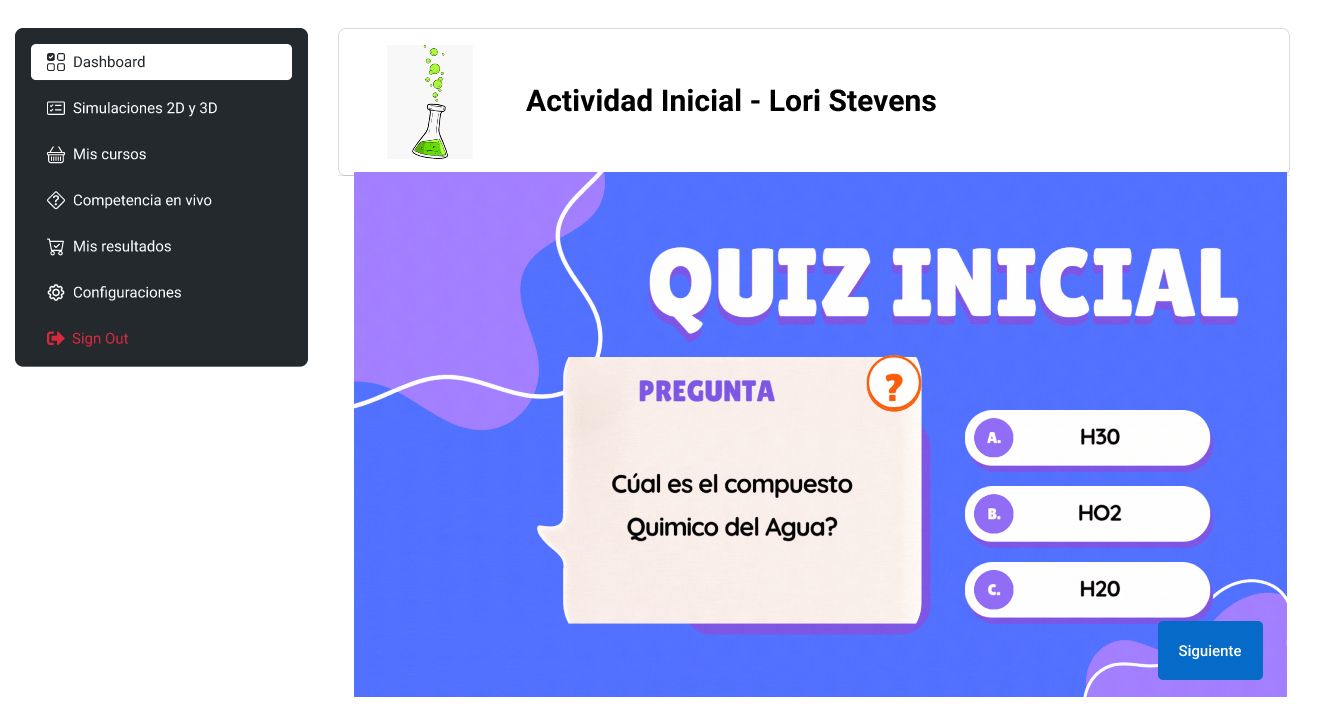 Dashboard
Simulaciones 2D y 3D
Mis cursos
Competencia en vivo
Mis resultados
Configuraciones
Sign Out
Actividad Inicial - Lori Stevens
QUIZ INICIAL
PREGUNTA
?
Cúal es el compuesto
Quimico del Agua?
A. H30
B. HO2
C. H20
Siguiente